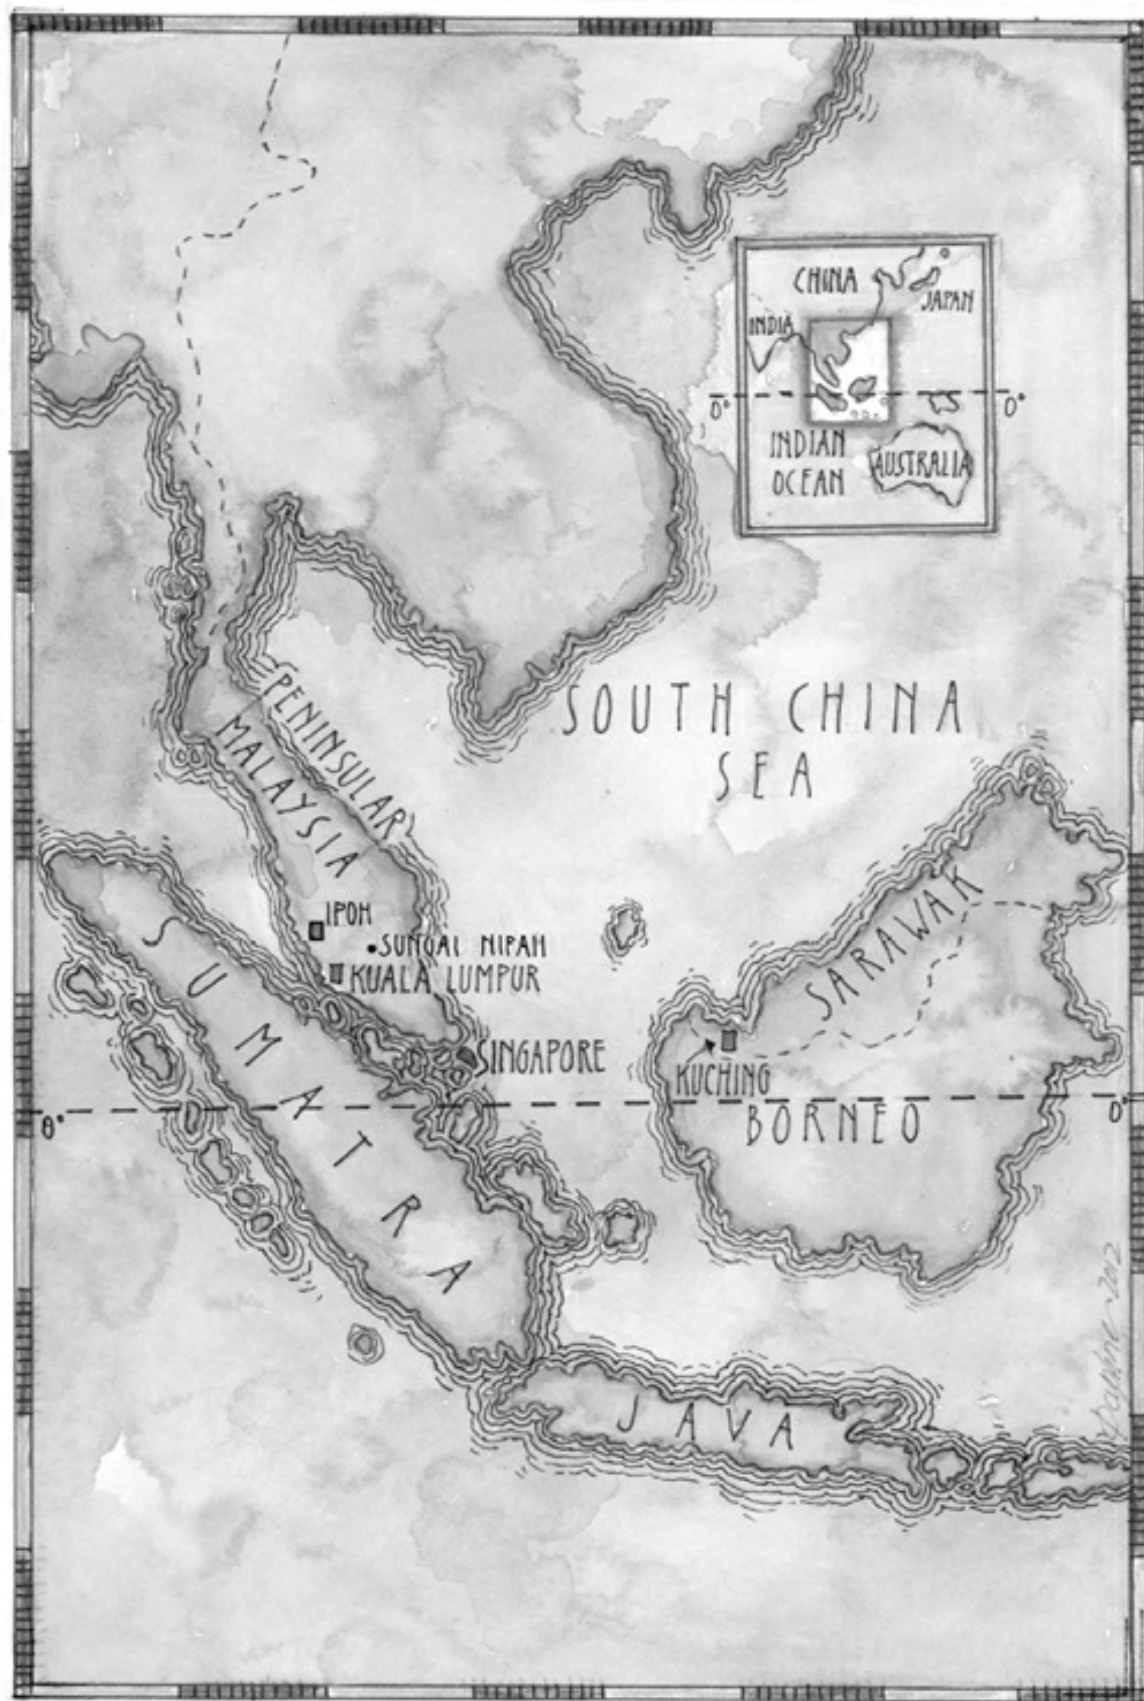 CHINA
JAPAN
INDIA
0°
0°
INDIAN
OCEAN
AUSTRALIA
SOUTH CHINA
SEA
PENINSULAR
MALAYSIA
SARAWAK
IPOH
SUNGAI NIPAH
KUALA LUMPUR
SUMATRA
SINGAPORE
KUCHING
0°
0°
BORNEO
JAVA
2012